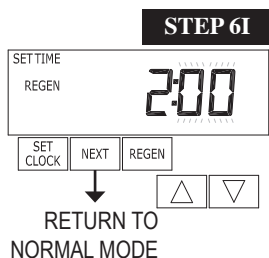 STEP 6I
SET TIME
REGEN
2:00
SET CLOCK
NEXT
REGEN
RETURN TO
NORMAL MODE